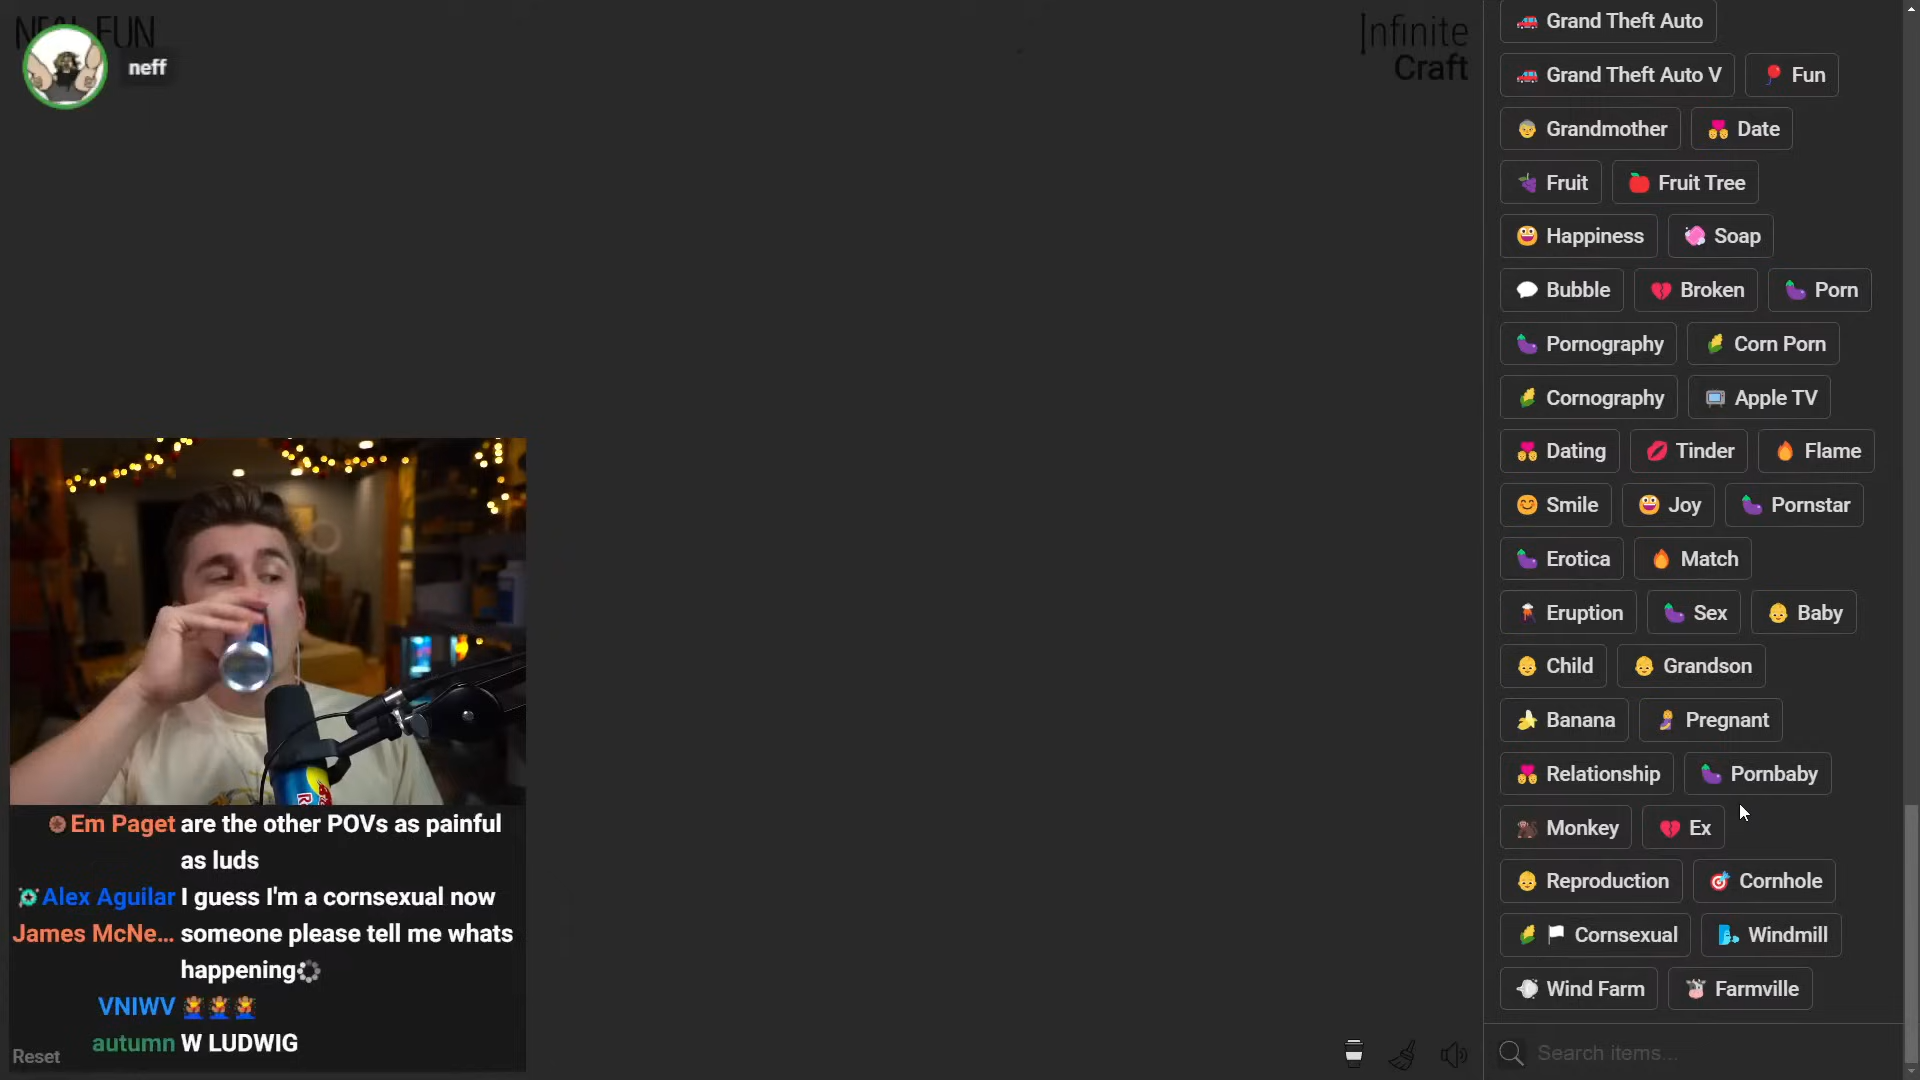 NEAL.FUN
neff
Infinite
Craft
Grand Theft Auto
Grand Theft Auto V
Fun
Grandmother
Date
Fruit
Fruit Tree
Happiness
Soap
Bubble
Broken
Porn
Pornography
Corn Porn
Cornography
Apple TV
Dating
Tinder
Flame
Smile
Joy
Pornstar
Erotica
Match
Eruption
Sex
Baby
Child
Grandson
Banana
Pregnant
Relationship
Pornbaby
Monkey
Ex
Reproduction
Cornhole
Cornsexual
Windmill
Wind Farm
Farmville
Search items...
Em Paget are the other POVs as painful
as luds
Alex Aguilar I guess I'm a cornsexual now
James McNe... someone please tell me whats
happening
VNIWV
autumn W LUDWIG
Reset